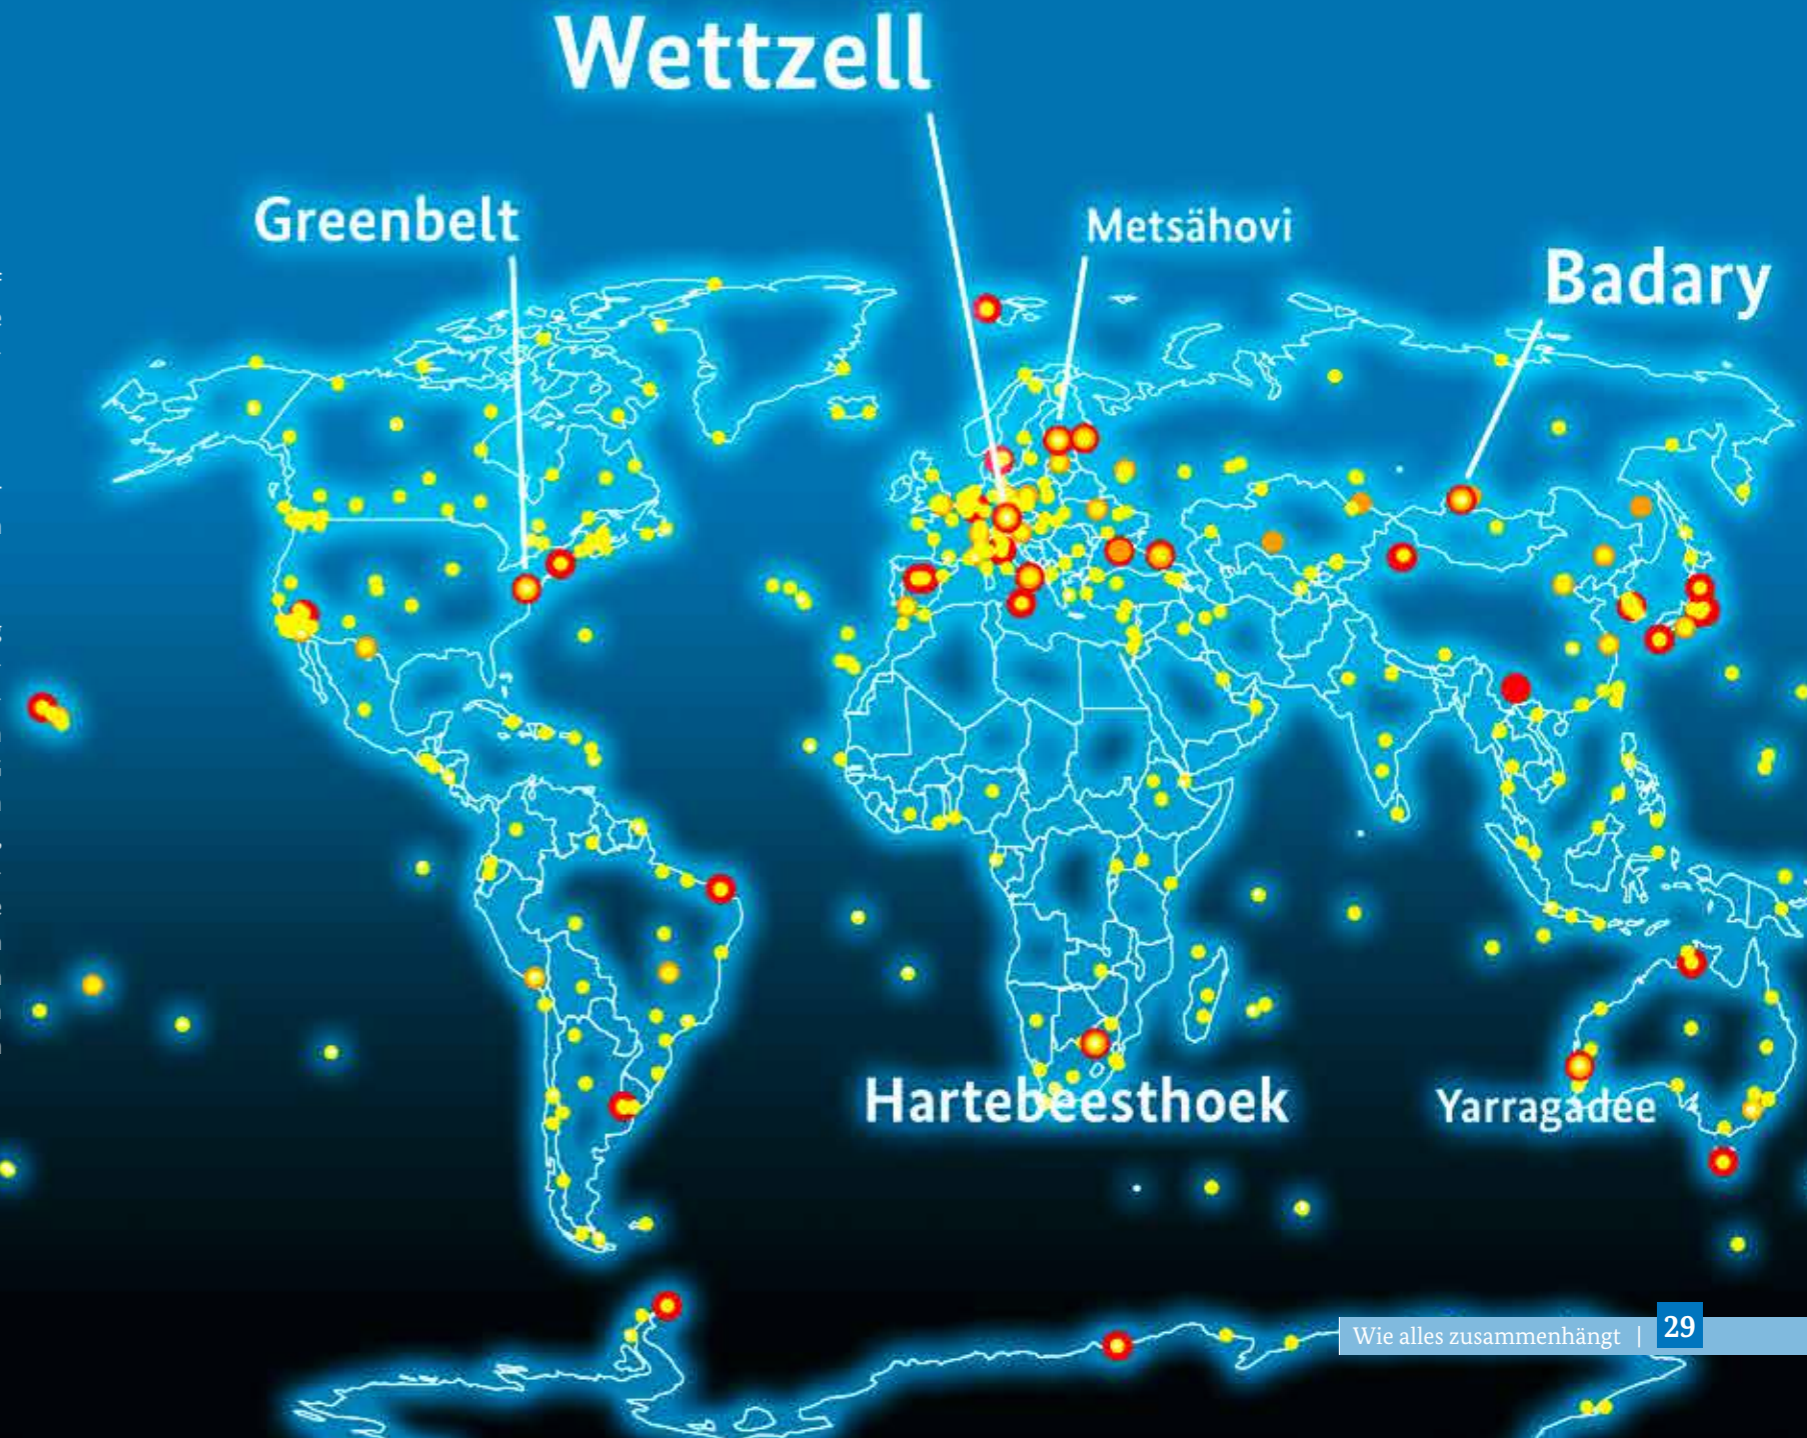 Wettzell
Greenbelt
Metsähovi
Badary
Hartebeesthoek
Yarragadee
Wie alles zusammenhängt | 29